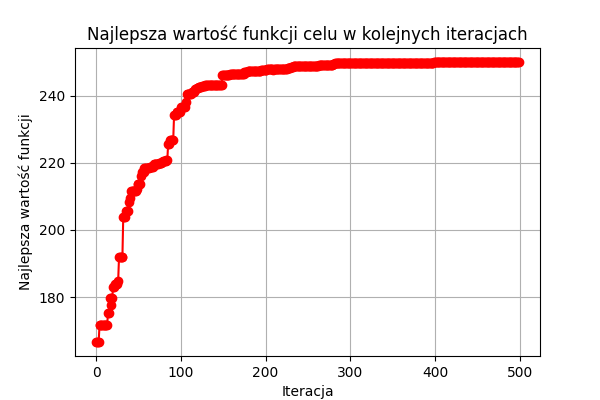 Najlepsza wartość funkcji celu w kolejnych iteracjach
Najlepsza wartość funkcji
240
220
200
180
0 100 200 300 400 500
Iteracja